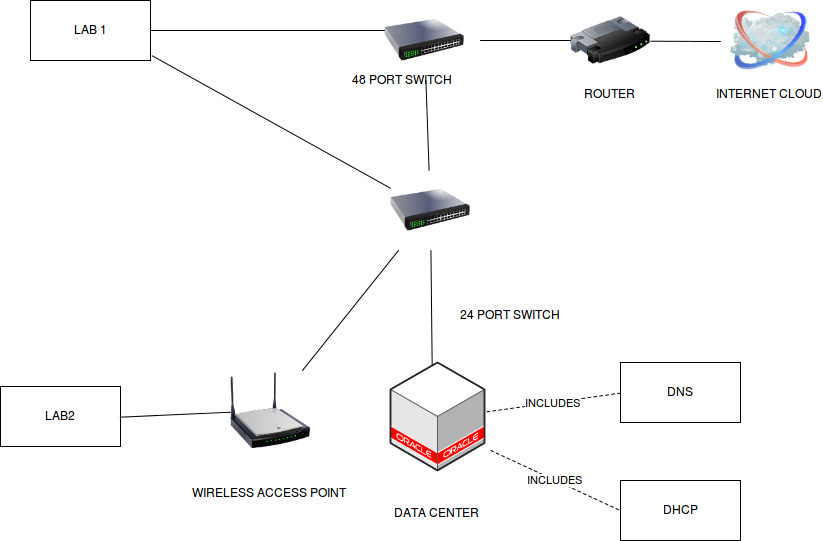 LAB 1
48 PORT SWITCH
ROUTER
INTERNET CLOUD
24 PORT SWITCH
LAB2
WIRELESS ACCESS POINT
ORACLE
ORACLE
DATA CENTER
INCLUDES
DNS
INCLUDES
DHCP